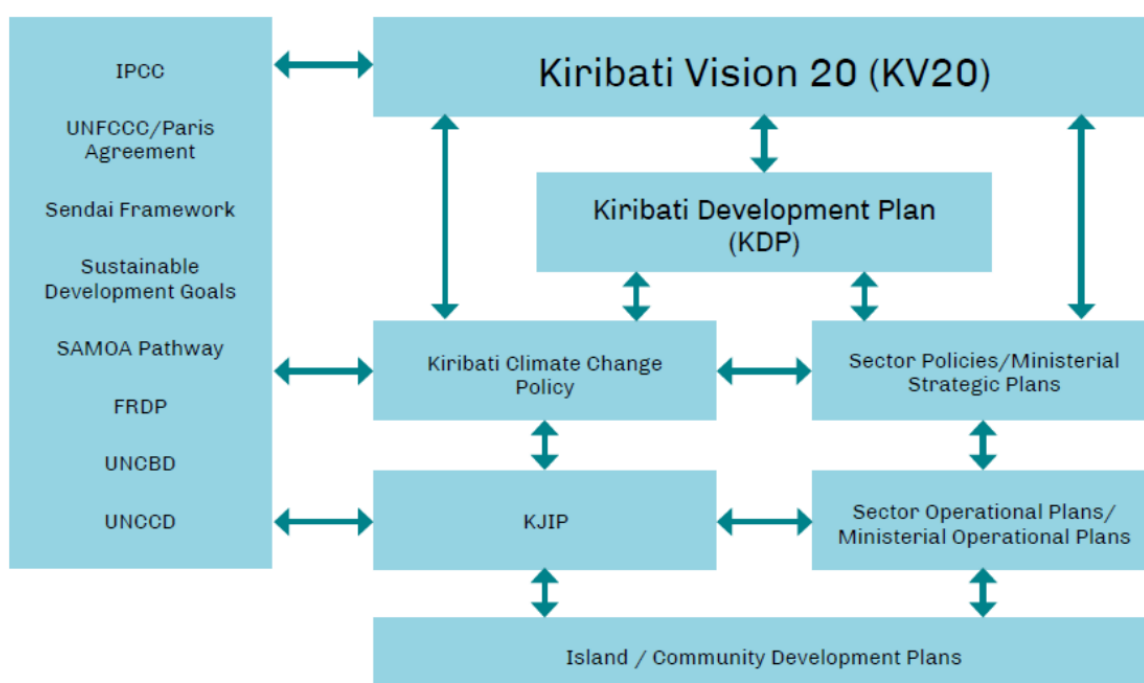 IPCC
UNFCCC/Paris
Agreement
Sendai Framework
Sustainable
Development Goals
SAMOA Pathway
FRDP
UNCBD
UNCCD
Kiribati Vision 20 (KV20)
Kiribati Development Plan
(KDP)
Kiribati Climate Change
Policy
Sector Policies/Ministerial
Strategic Plans
KJIP
Sector Operational Plans/
Ministerial Operational Plans
Island / Community Development Plans